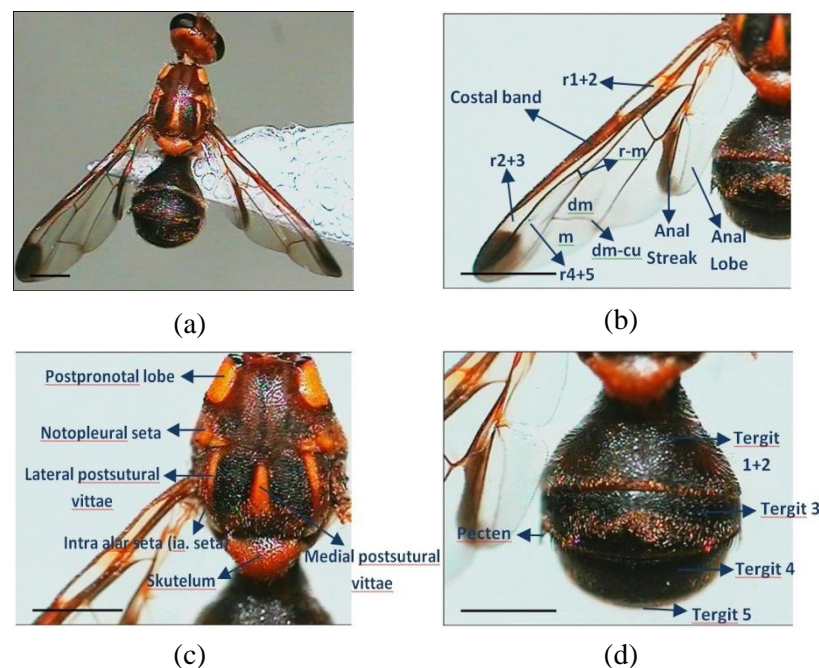 (a)
r1+2
Costal band
r2+3
r-m
dm
m
dm-cu
r4+5
Anal
Streak
Anal
Lobe
(b)
Postpronotal lobe
Notopleural seta
Lateral postsutural
vittae
Intra alar seta (ia. seta)
Skutelum
Medial postsutural
vittae
(c)
Tergit
1+2
Tergit 3
Pecten
Tergit 4
Tergit 5
(d)